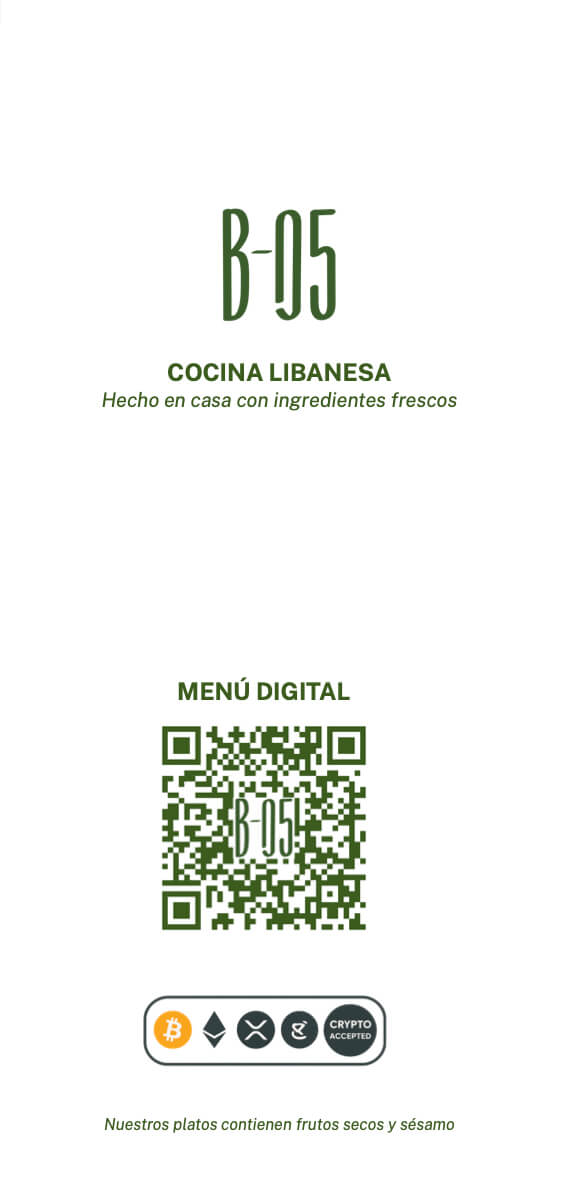 B-05
COCINA LIBANESA
Hecho en casa con ingredientes frescos
MENÚ DIGITAL
B-05
CRYPTO
ACCEPTED
Nuestros platos contienen frutos secos y sésamo